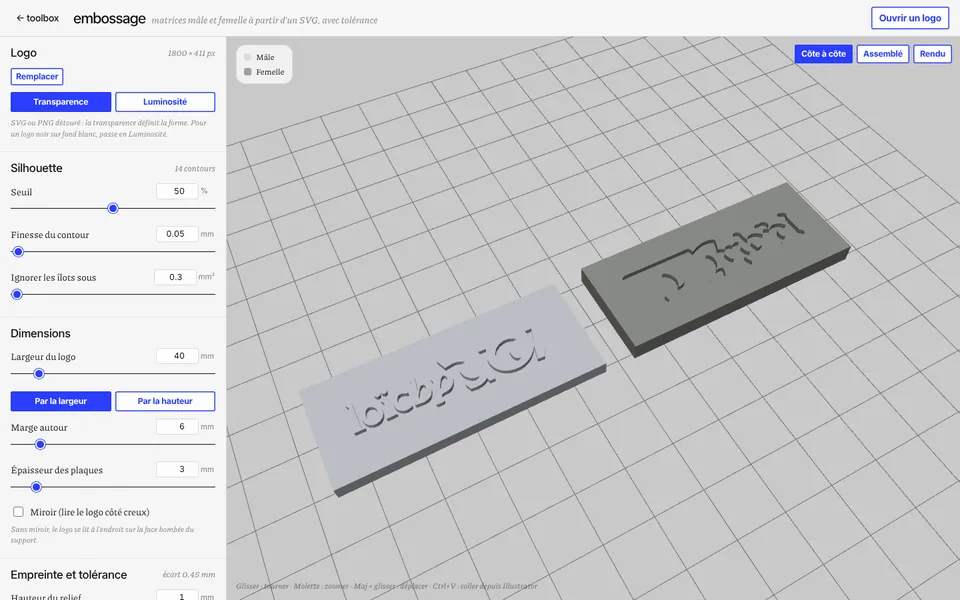 ← toolbox
embossage
matrices mâle et femelle à partir d'un SVG, avec tolérance
Ouvrir un logo
Logo
1800 × 411 px
Remplacer
Transparence
Luminosité
SVG ou PNG détouré : la transparence définit la forme. Pour
un logo noir sur fond blanc, passe en Luminosité.
Silhouette
14 contours
Seuil
50 %
Finesse du contour
0.05 mm
Ignorer les îlots sous
0.3 mm²
Dimensions
Largeur du logo
40 mm
Par la largeur
Par la hauteur
Marge autour
6 mm
Épaisseur des plaques
3 mm
Miroir (lire le logo côté creux)
Sans miroir, le logo se lit à l'endroit sur la face bombée du
support.
Empreinte et tolérance
écart 0,45 mm
Hauteur du relief
1 mm
Mâle
Femelle
Côte à côte
Assemblé
Rendu
Glisser : tourner · Molette : zoomer · Maj + glisser : déplacer · Ctrl+V : coller depuis Illustrator